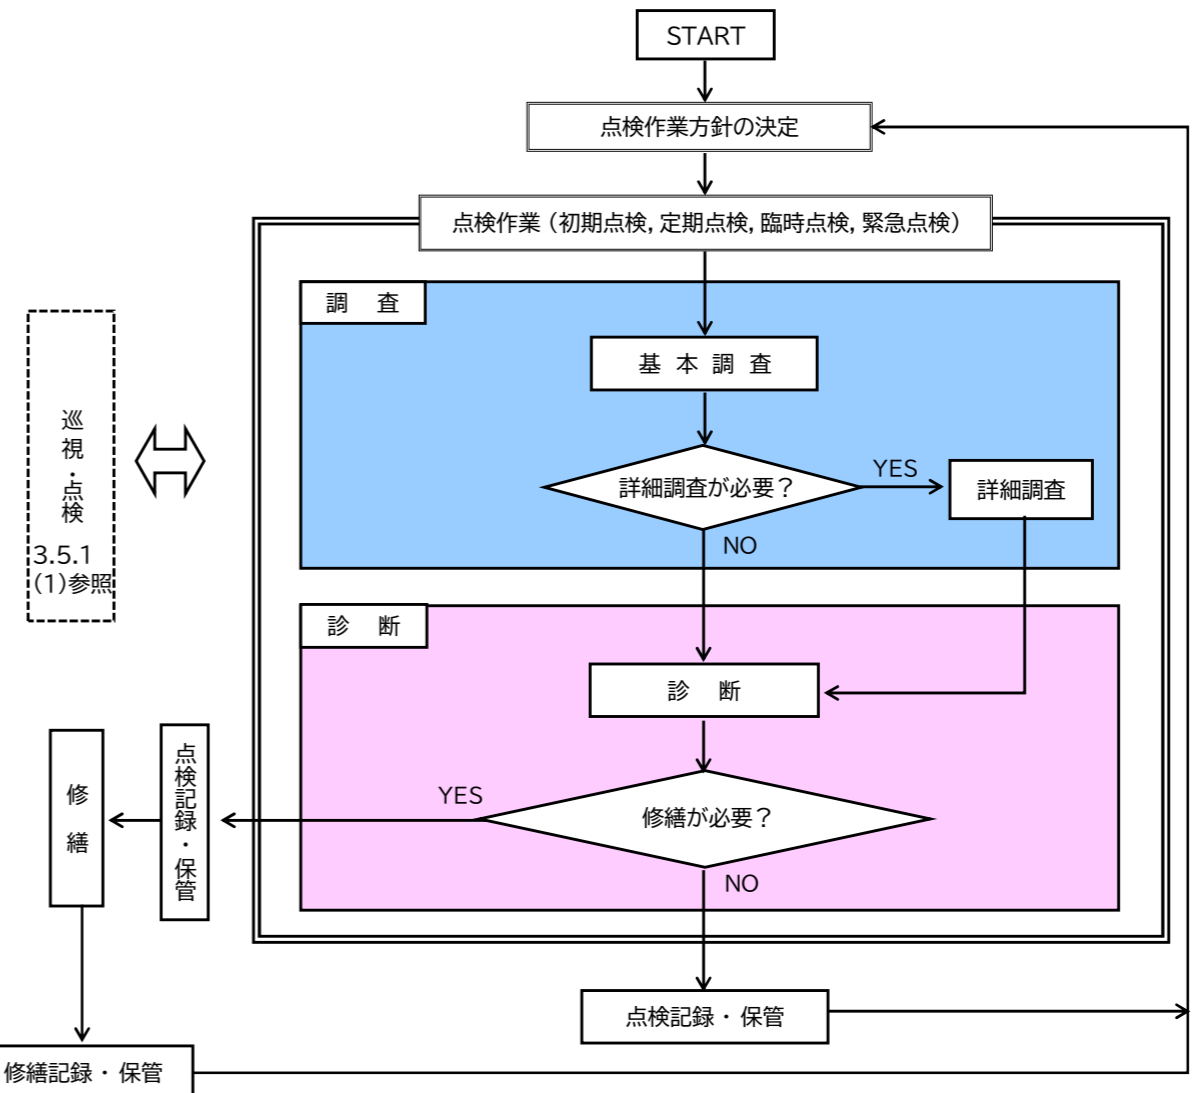 START
点検作業方針の決定
点検作業（初期点検, 定期点検, 臨時点検, 緊急点検）
調　査
基 本 調 査
詳細調査が必要？
YES
詳細調査
NO
巡視・点検
3.5.1
(1)参照
診　断
診　断
修繕が必要？
YES
NO
点検記録・保管
修　繕
点検記録 ・ 保管
修繕記録 ・ 保管